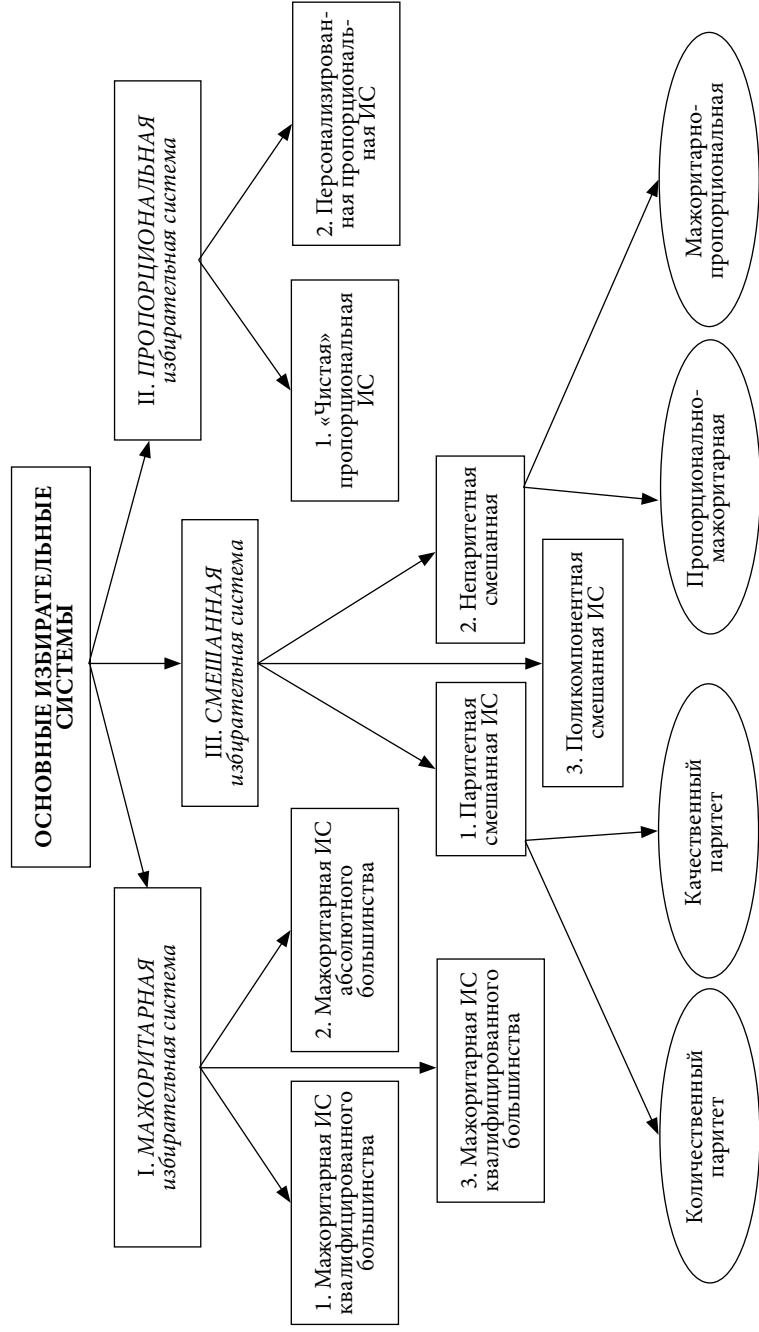 ОСНОВНЫЕ ИЗБИРАТЕЛЬНЫЕ
СИСТЕМЫ
I. МАЖОРИТАРНАЯ
избирательная система
III. СМЕШАННАЯ
избирательная система
II. ПРОПОРЦИОНАЛЬНАЯ
избирательная система
1. Мажоритарная ИС
квалифицированного
большинства
2. Мажоритарная ИС
абсолютного
большинства
3. Мажоритарная ИС
квалифицированного
большинства
1. «Чистая»
пропорциональная
ИС
2. Персонализирован-
ная пропорциональ-
ная ИС
1. Паритетная
смешанная ИС
2. Непаритетная
смешанная
3. Поликомпонентная
смешанная ИС
Количественный
паритет
Качественный
паритет
Пропорционально-
мажоритарная
Мажоритарно-
пропорциональная